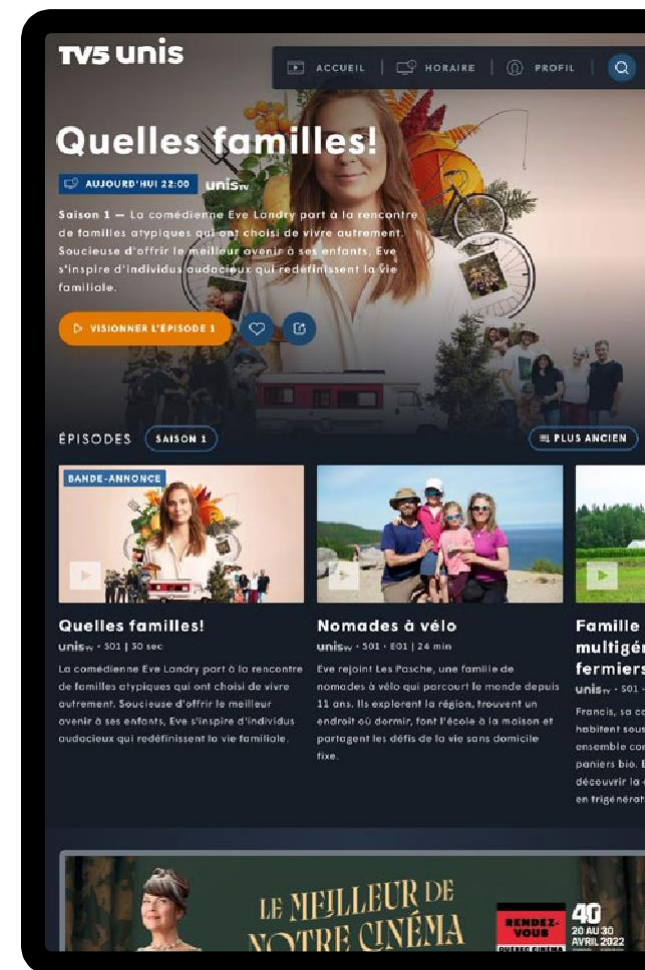 TV5 unis
ACCUEIL | HORAIRE | PROFIL
Quelles familles!
AUJOURD'HUI 22:00 unis TV
Saison 1 — La comédienne Eve Landry part à la rencontre
de familles atypiques qui ont choisi de vivre autrement.
Soucieuse d'offrir le meilleur avenir à ses enfants, Eve
s'inspire d'individus audacieux qui redéfinissent la vie
familiale.
VISIONNER L'ÉPISODE 1
ÉPISODES SAISON 1
PLUS ANCIEN
BANDE-ANNONCE
Quelles familles!
unis TV · S01 | 30 sec
La comédienne Eve Landry part à la rencontre
de familles atypiques qui ont choisi de vivre
autrement. Soucieuse d'offrir le meilleur
avenir à ses enfants, Eve s'inspire d'individus
audacieux qui redéfinissent la vie familiale.
Nomades à vélo
unis TV · S01 · E01 | 24 min
Eve rejoint Les Pasche, une famille de
nomades à vélo qui parcourt le monde depuis
11 ans. Ils explorent la région, trouvent un
endroit où dormir, font l'école à la maison et
partagent les défis de la vie sans domicile
fixe.
Famille
multigé
fermiers
unis TV · S01 ·
Francis, sa co
habitent sous
ensemble co
paniers bio. E
découvrir la
en trigénérat
LE MEILLEUR DE
NOTRE CINÉMA
RENDEZ-
VOUS
QUÉBEC CINÉMA
40
20 AU 30
AVRIL 2022